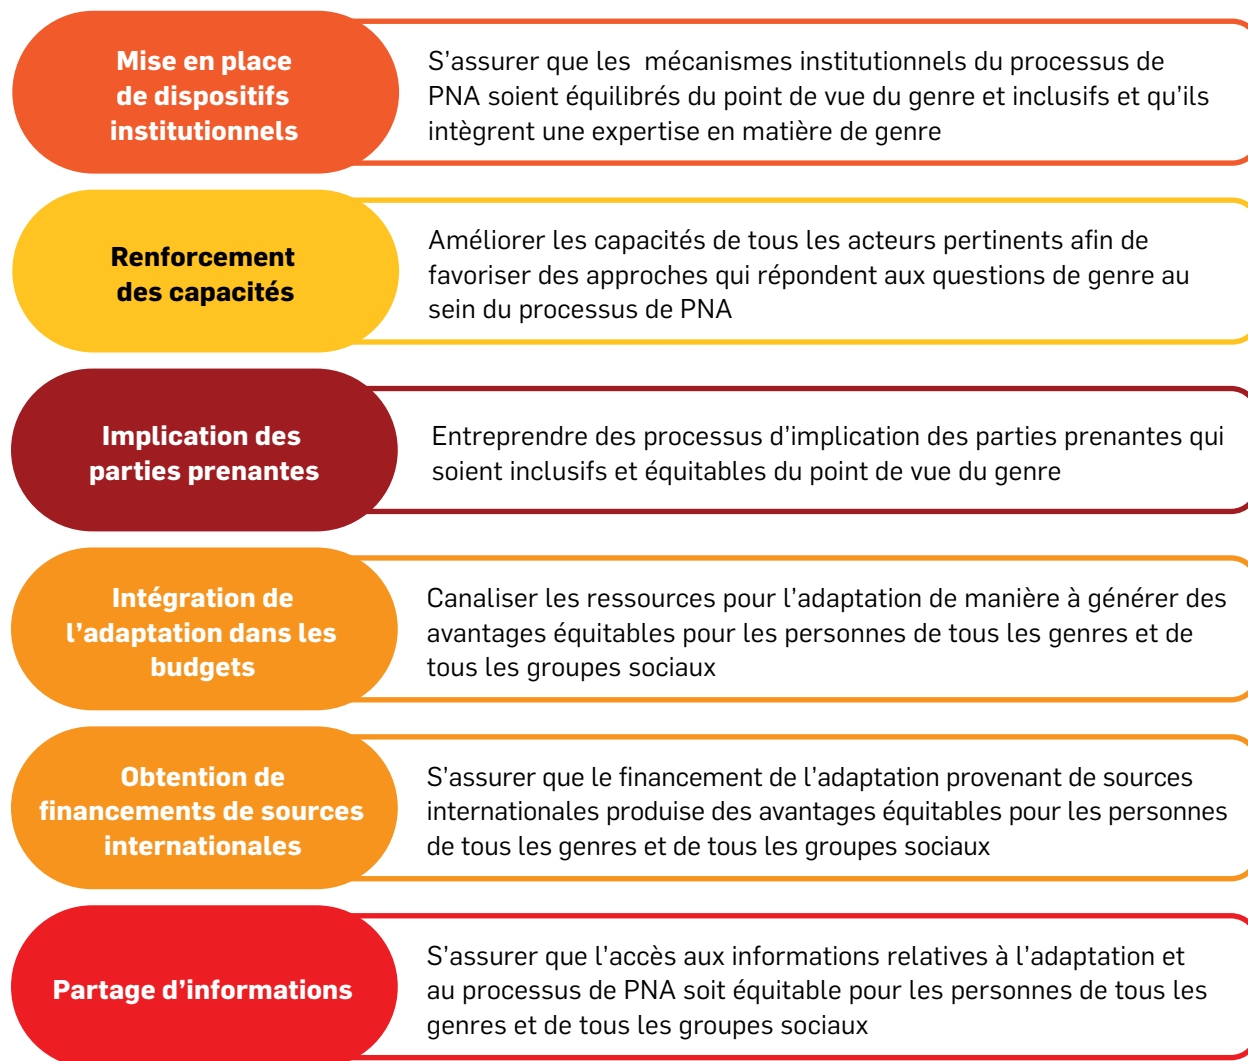 Mise en place
de dispositifs
institutionnels
S'assurer que les mécanismes institutionnels du processus de
PNA soient équilibrés du point de vue du genre et inclusifs et qu'ils
intègrent une expertise en matière de genre
Renforcement
des capacités
Améliorer les capacités de tous les acteurs pertinents afin de
favoriser des approches qui répondent aux questions de genre au
sein du processus de PNA
Implication des
parties prenantes
Entreprendre des processus d'implication des parties prenantes qui
soient inclusifs et équitables du point de vue du genre
Intégration de
l'adaptation dans les
budgets
Canaliser les ressources pour l'adaptation de manière à générer des
avantages équitables pour les personnes de tous les genres et de
tous les groupes sociaux
Obtention de
financements de sources
internationales
S'assurer que le financement de l'adaptation provenant de sources
internationales produise des avantages équitables pour les personnes
de tous les genres et de tous les groupes sociaux
Partage d'informations
S'assurer que l'accès aux informations relatives à l'adaptation et
au processus de PNA soit équitable pour les personnes de tous les
genres et de tous les groupes sociaux